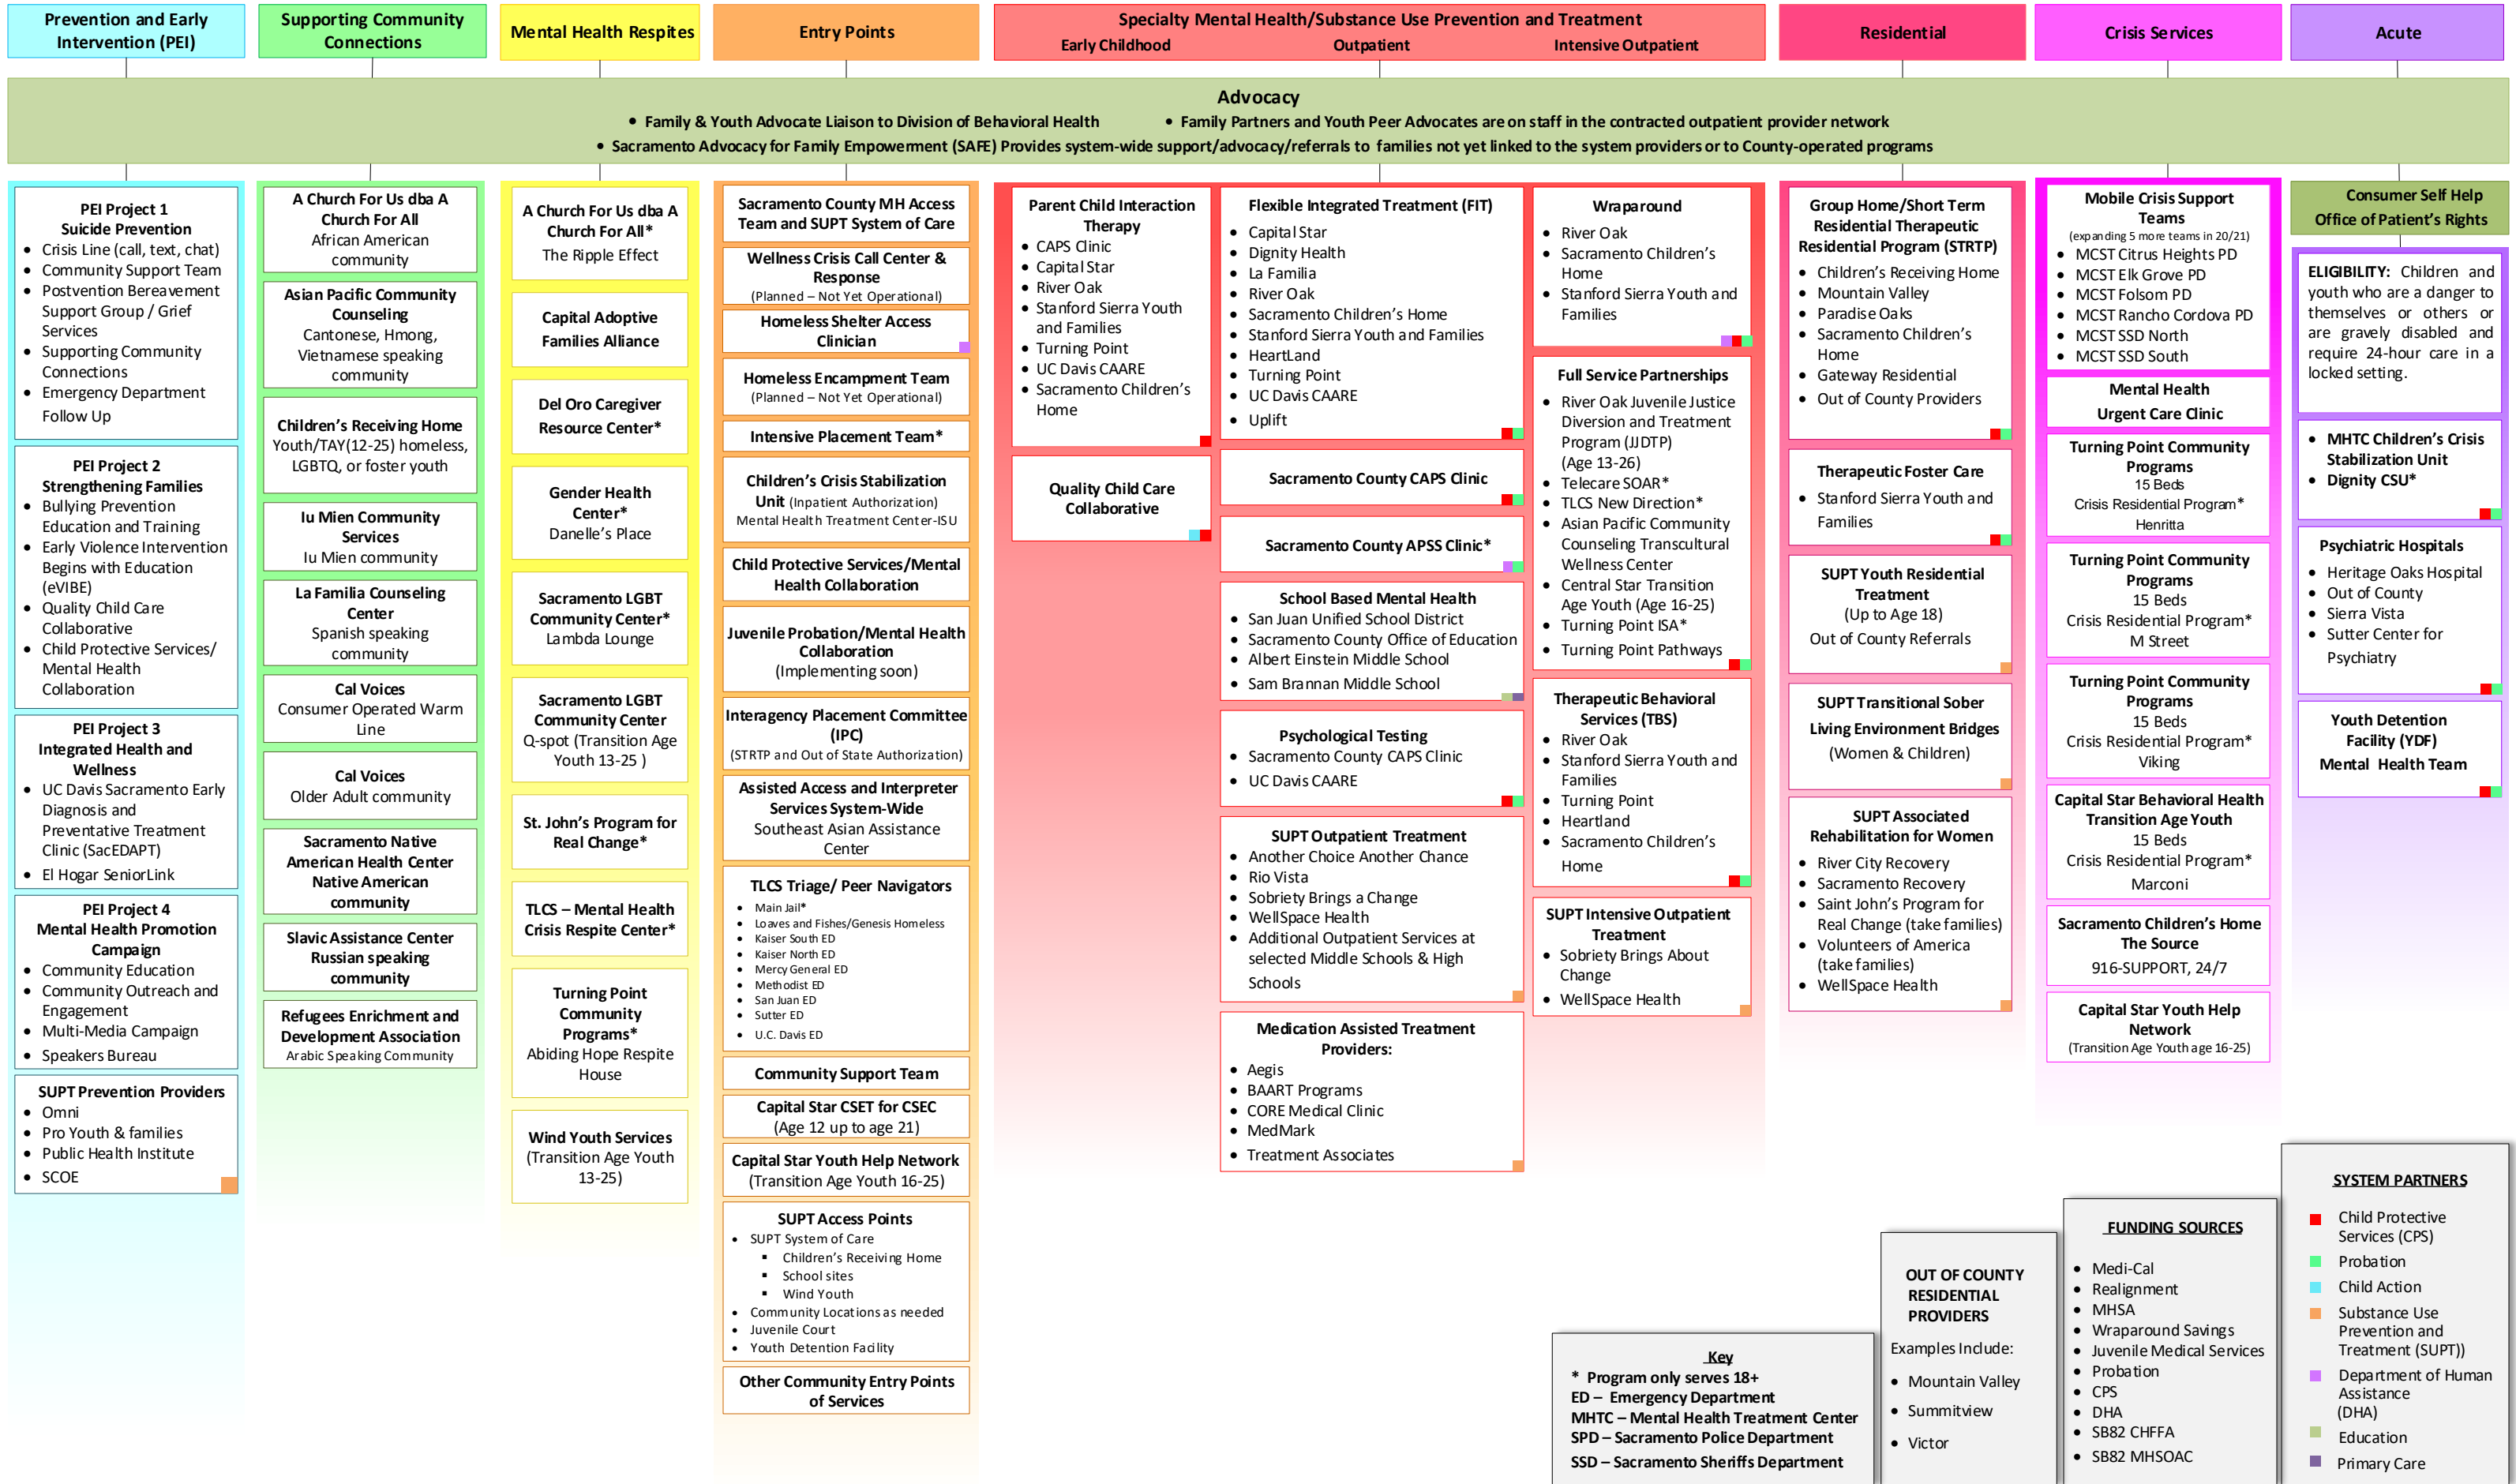 Prevention and Early
Intervention (PEI)
Supporting Community
Connections
Mental Health Respites
Entry Points
Specialty Mental Health/Substance Use Prevention and Treatment
Early Childhood
Outpatient
Intensive Outpatient
Residential
Crisis Services
Acute
Advocacy
• Family & Youth Advocate Liaison to Division of Behavioral Health
• Family Partners and Youth Peer Advocates are on staff in the contracted outpatient provider network
• Sacramento Advocacy for Family Empowerment (SAFE) Provides system-wide support/advocacy/referrals to families not yet linked to the system providers or to County-operated programs
PEI Project 1
Suicide Prevention
• Crisis Line (call, text, chat)
• Community Support Team
• Postvention Bereavement
Support Group / Grief
Services
• Supporting Community
Connections
• Emergency Department
Follow Up
PEI Project 2
Strengthening Families
• Bullying Prevention
Education and Training
• Early Violence Intervention
Begins with Education
(eVIBE)
• Quality Child Care
Collaborative
• Child Protective Services/
Mental Health
Collaboration
PEI Project 3
Integrated Health and
Wellness
• UC Davis Sacramento Early
Diagnosis and
Preventative Treatment
Clinic (SacEDAPT)
• El Hogar SeniorLink
PEI Project 4
Mental Health Promotion
Campaign
• Community Education
• Community Outreach and
Engagement
• Multi-Media Campaign
• Speakers Bureau
SUPT Prevention Providers
• Omni
• Pro Youth & families
• Public Health Institute
• SCOE
A Church For Us dba A
Church For All
African American
community
Asian Pacific Community
Counseling
Cantonese, Hmong,
Vietnamese speaking
community
Children's Receiving Home
Youth/TAY(12-25) homeless,
LGBTQ, or foster youth
Iu Mien Community
Services
Iu Mien community
La Familia Counseling
Center
Spanish speaking
community
Cal Voices
Consumer Operated Warm
Line
Cal Voices
Older Adult community
Sacramento Native
American Health Center
Native American
community
Slavic Assistance Center
Russian speaking
community
Refugees Enrichment and
Development Association
Arabic Speaking Community
A Church For Us dba A
Church For All*
The Ripple Effect
Capital Adoptive
Families Alliance
Del Oro Caregiver
Resource Center*
Gender Health
Center*
Danelle's Place
Sacramento LGBT
Community Center*
Lambda Lounge
Sacramento LGBT
Community Center
Q-spot (Transition Age
Youth 13-25 )
St. John's Program for
Real Change*
TLCS – Mental Health
Crisis Respite Center*
Turning Point
Community
Programs*
Abiding Hope Respite
House
Wind Youth Services
(Transition Age Youth
13-25)
Sacramento County MH Access
Team and SUPT System of Care
Wellness Crisis Call Center &
Response
(Planned – Not Yet Operational)
Homeless Shelter Access
Clinician
Homeless Encampment Team
(Planned – Not Yet Operational)
Intensive Placement Team*
Children's Crisis Stabilization
Unit (Inpatient Authorization)
Mental Health Treatment Center-ISU
Child Protective Services/Mental
Health Collaboration
Juvenile Probation/Mental Health
Collaboration
(Implementing soon)
Interagency Placement Committee
(IPC)
(STRTP and Out of State Authorization)
Assisted Access and Interpreter
Services System-Wide
Southeast Asian Assistance
Center
TLCS Triage/ Peer Navigators
• Main Jail*
• Loaves and Fishes/Genesis Homeless
• Kaiser South ED
• Kaiser North ED
• Mercy General ED
• Methodist ED
• San Juan ED
• Sutter ED
• U.C. Davis ED
Community Support Team
Capital Star CSET for CSEC
(Age 12 up to age 21)
Capital Star Youth Help Network
(Transition Age Youth 16-25)
SUPT Access Points
• SUPT System of Care
▪ Children's Receiving Home
▪ School sites
▪ Wind Youth
• Community Locations as needed
• Juvenile Court
• Youth Detention Facility
Other Community Entry Points
of Services
Parent Child Interaction
Therapy
• CAPS Clinic
• Capital Star
• River Oak
• Stanford Sierra Youth
and Families
• Turning Point
• UC Davis CAARE
• Sacramento Children's
Home
Quality Child Care
Collaborative
Flexible Integrated Treatment (FIT)
• Capital Star
• Dignity Health
• La Familia
• River Oak
• Sacramento Children's Home
• Stanford Sierra Youth and Families
• HeartLand
• Turning Point
• UC Davis CAARE
• Uplift
Sacramento County CAPS Clinic
Sacramento County APSS Clinic*
School Based Mental Health
• San Juan Unified School District
• Sacramento County Office of Education
• Albert Einstein Middle School
• Sam Brannan Middle School
Psychological Testing
• Sacramento County CAPS Clinic
• UC Davis CAARE
SUPT Outpatient Treatment
• Another Choice Another Chance
• Rio Vista
• Sobriety Brings a Change
• WellSpace Health
• Additional Outpatient Services at
selected Middle Schools & High
Schools
Medication Assisted Treatment
Providers:
• Aegis
• BAART Programs
• CORE Medical Clinic
• MedMark
• Treatment Associates
Wraparound
• River Oak
• Sacramento Children's
Home
• Stanford Sierra Youth and
Families
Full Service Partnerships
• River Oak Juvenile Justice
Diversion and Treatment
Program (JJDTP)
(Age 13-26)
• Telecare SOAR*
• TLCS New Direction*
• Asian Pacific Community
Counseling Transcultural
Wellness Center
• Central Star Transition
Age Youth (Age 16-25)
• Turning Point ISA*
• Turning Point Pathways
Therapeutic Behavioral
Services (TBS)
• River Oak
• Stanford Sierra Youth and
Families
• Turning Point
• Heartland
• Sacramento Children's
Home
SUPT Intensive Outpatient
Treatment
• Sobriety Brings About
Change
• WellSpace Health
Group Home/Short Term
Residential Therapeutic
Residential Program (STRTP)
• Children's Receiving Home
• Mountain Valley
• Paradise Oaks
• Sacramento Children's
Home
• Gateway Residential
• Out of County Providers
Therapeutic Foster Care
• Stanford Sierra Youth and
Families
SUPT Youth Residential
Treatment
(Up to Age 18)
Out of County Referrals
SUPT Transitional Sober
Living Environment Bridges
(Women & Children)
SUPT Associated
Rehabilitation for Women
• River City Recovery
• Sacramento Recovery
• Saint John's Program for
Real Change (take families)
• Volunteers of America
(take families)
• WellSpace Health
Mobile Crisis Support
Teams
(expanding 5 more teams in 20/21)
• MCST Citrus Heights PD
• MCST Elk Grove PD
• MCST Folsom PD
• MCST Rancho Cordova PD
• MCST SSD North
• MCST SSD South
Mental Health
Urgent Care Clinic
Turning Point Community
Programs
15 Beds
Crisis Residential Program*
Henritta
Turning Point Community
Programs
15 Beds
Crisis Residential Program*
M Street
Turning Point Community
Programs
15 Beds
Crisis Residential Program*
Viking
Capital Star Behavioral Health
Transition Age Youth
15 Beds
Crisis Residential Program*
Marconi
Sacramento Children's Home
The Source
916-SUPPORT, 24/7
Capital Star Youth Help
Network
(Transition Age Youth age 16-25)
Consumer Self Help
Office of Patient's Rights
ELIGIBILITY: Children and
youth who are a danger to
themselves or others or
are gravely disabled and
require 24-hour care in a
locked setting.
• MHTC Children's Crisis
Stabilization Unit
• Dignity CSU*
Psychiatric Hospitals
• Heritage Oaks Hospital
• Out of County
• Sierra Vista
• Sutter Center for
Psychiatry
Youth Detention
Facility (YDF)
Mental Health Team
Key
* Program only serves 18+
ED – Emergency Department
MHTC – Mental Health Treatment Center
SPD – Sacramento Police Department
SSD – Sacramento Sheriffs Department
OUT OF COUNTY
RESIDENTIAL
PROVIDERS
Examples Include:
• Mountain Valley
• Summitview
• Victor
FUNDING SOURCES
• Medi-Cal
• Realignment
• MHSA
• Wraparound Savings
• Juvenile Medical Services
• Probation
• CPS
• DHA
• SB82 CHFFA
• SB82 MHSOAC
SYSTEM PARTNERS
Child Protective
Services (CPS)
Probation
Child Action
Substance Use
Prevention and
Treatment (SUPT))
Department of Human
Assistance
(DHA)
Education
Primary Care